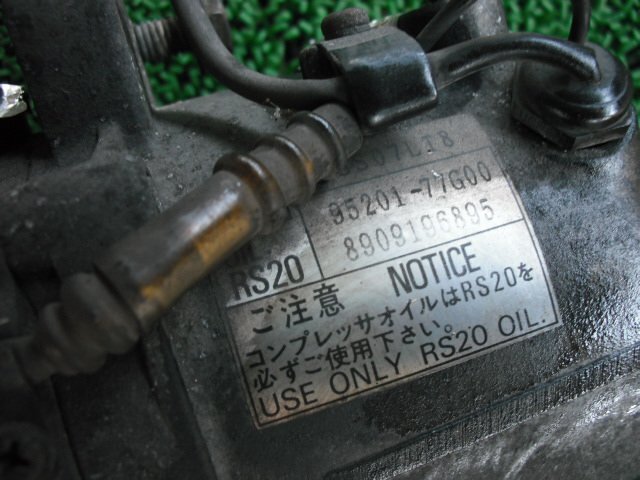 95201-77G00
8909196895
RS20
ご注意 NOTICE
コンプレッサオイルはRS20を
必ずご使用下さい。
USE ONLY RS20 OIL.